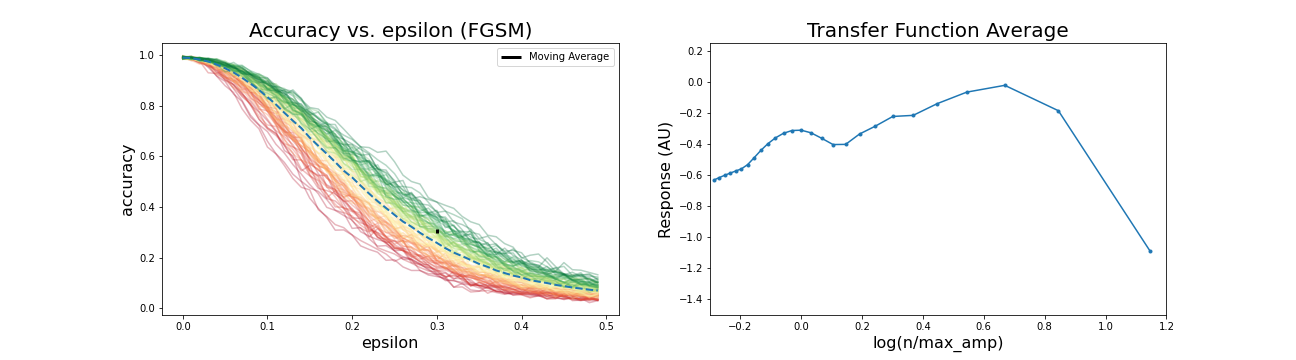 Accuracy vs. epsilon (FGSM)
Moving Average
1.0
0.8
0.6
0.4
0.2
0.0
accuracy
0.0 0.1 0.2 0.3 0.4 0.5
epsilon
Transfer Function Average
0.2
0.0
−0.2
−0.4
−0.6
−0.8
−1.0
−1.2
−1.4
Response (AU)
−0.2 0.0 0.2 0.4 0.6 0.8 1.0 1.2
log(n/max_amp)